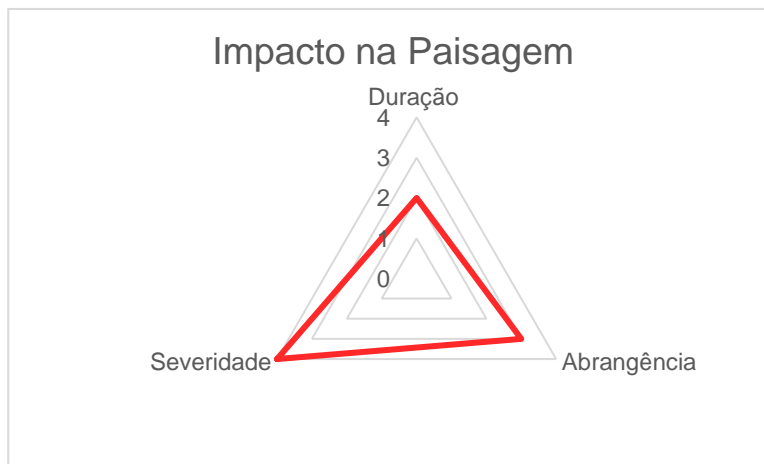 Impacto na Paisagem
Duração
4
3
2
1
0
Severidade
Abrangência